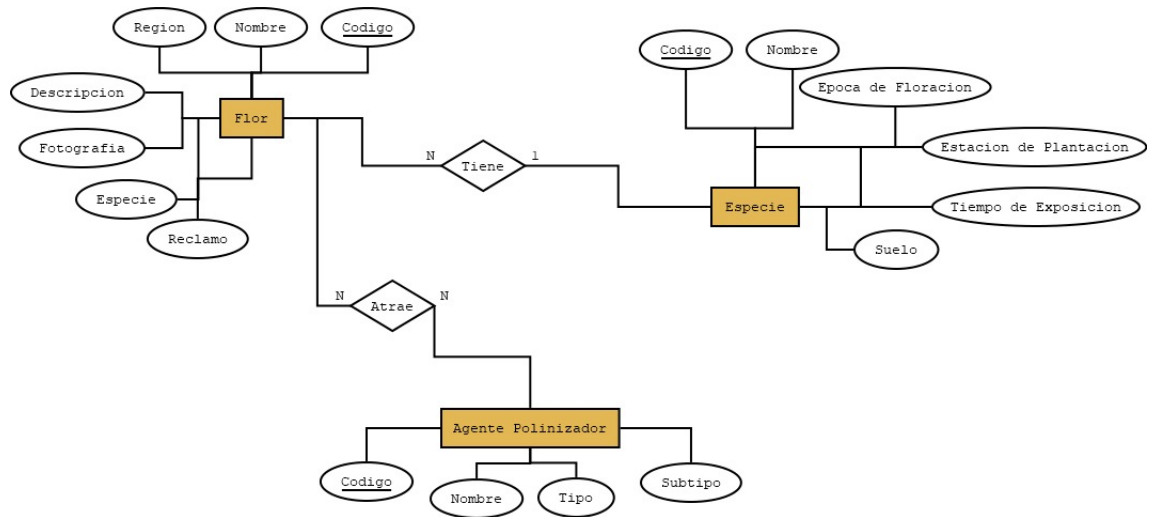 Region
Nombre
Codigo
Descripcion
Flor
Fotografia
Especie
Reclamo
N
Tiene
1
Codigo
Nombre
Epoca de Floracion
Estacion de Plantacion
Especie
Tiempo de Exposicion
Suelo
N
Atrae
N
Agente Polinizador
Codigo
Nombre
Tipo
Subtipo